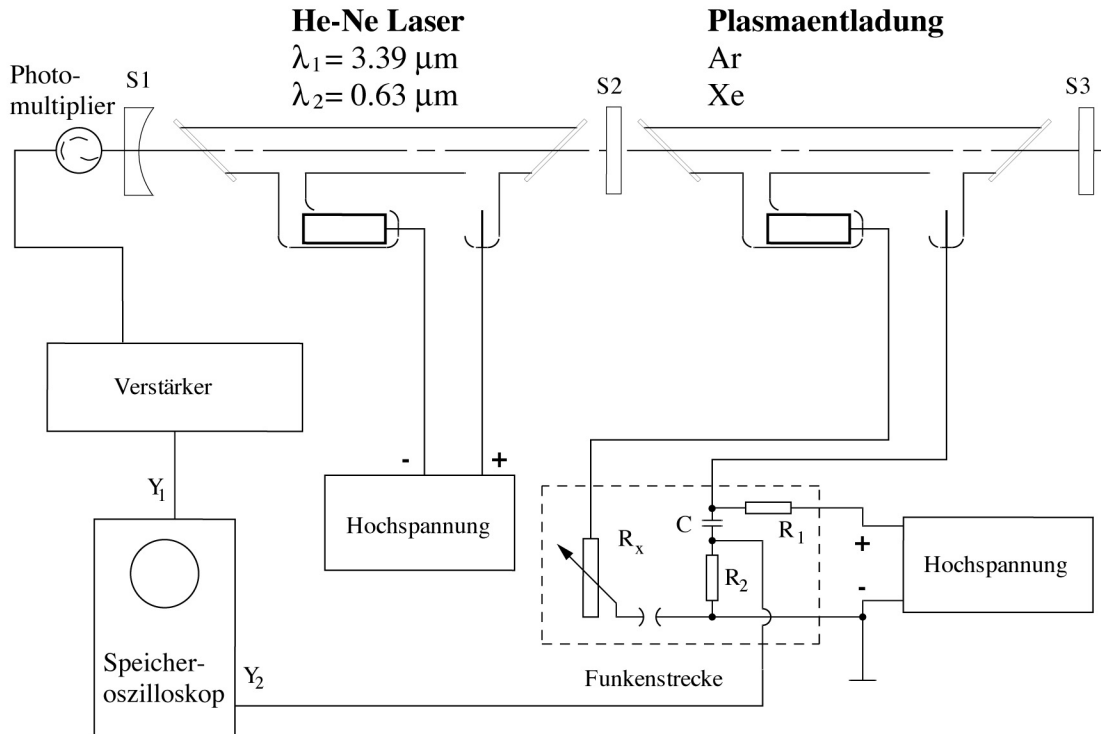 He-Ne Laser
λ₁= 3.39 μm
λ₂= 0.63 μm
Plasmaentladung
Ar
Xe
Photo-
multiplier
S1
S2
S3
Verstärker
Y₁
-
+
Hochspannung
Speicher-
oszilloskop
Y₂
Rₓ
C
R₁
R₂
+
-
Hochspannung
Funkenstrecke